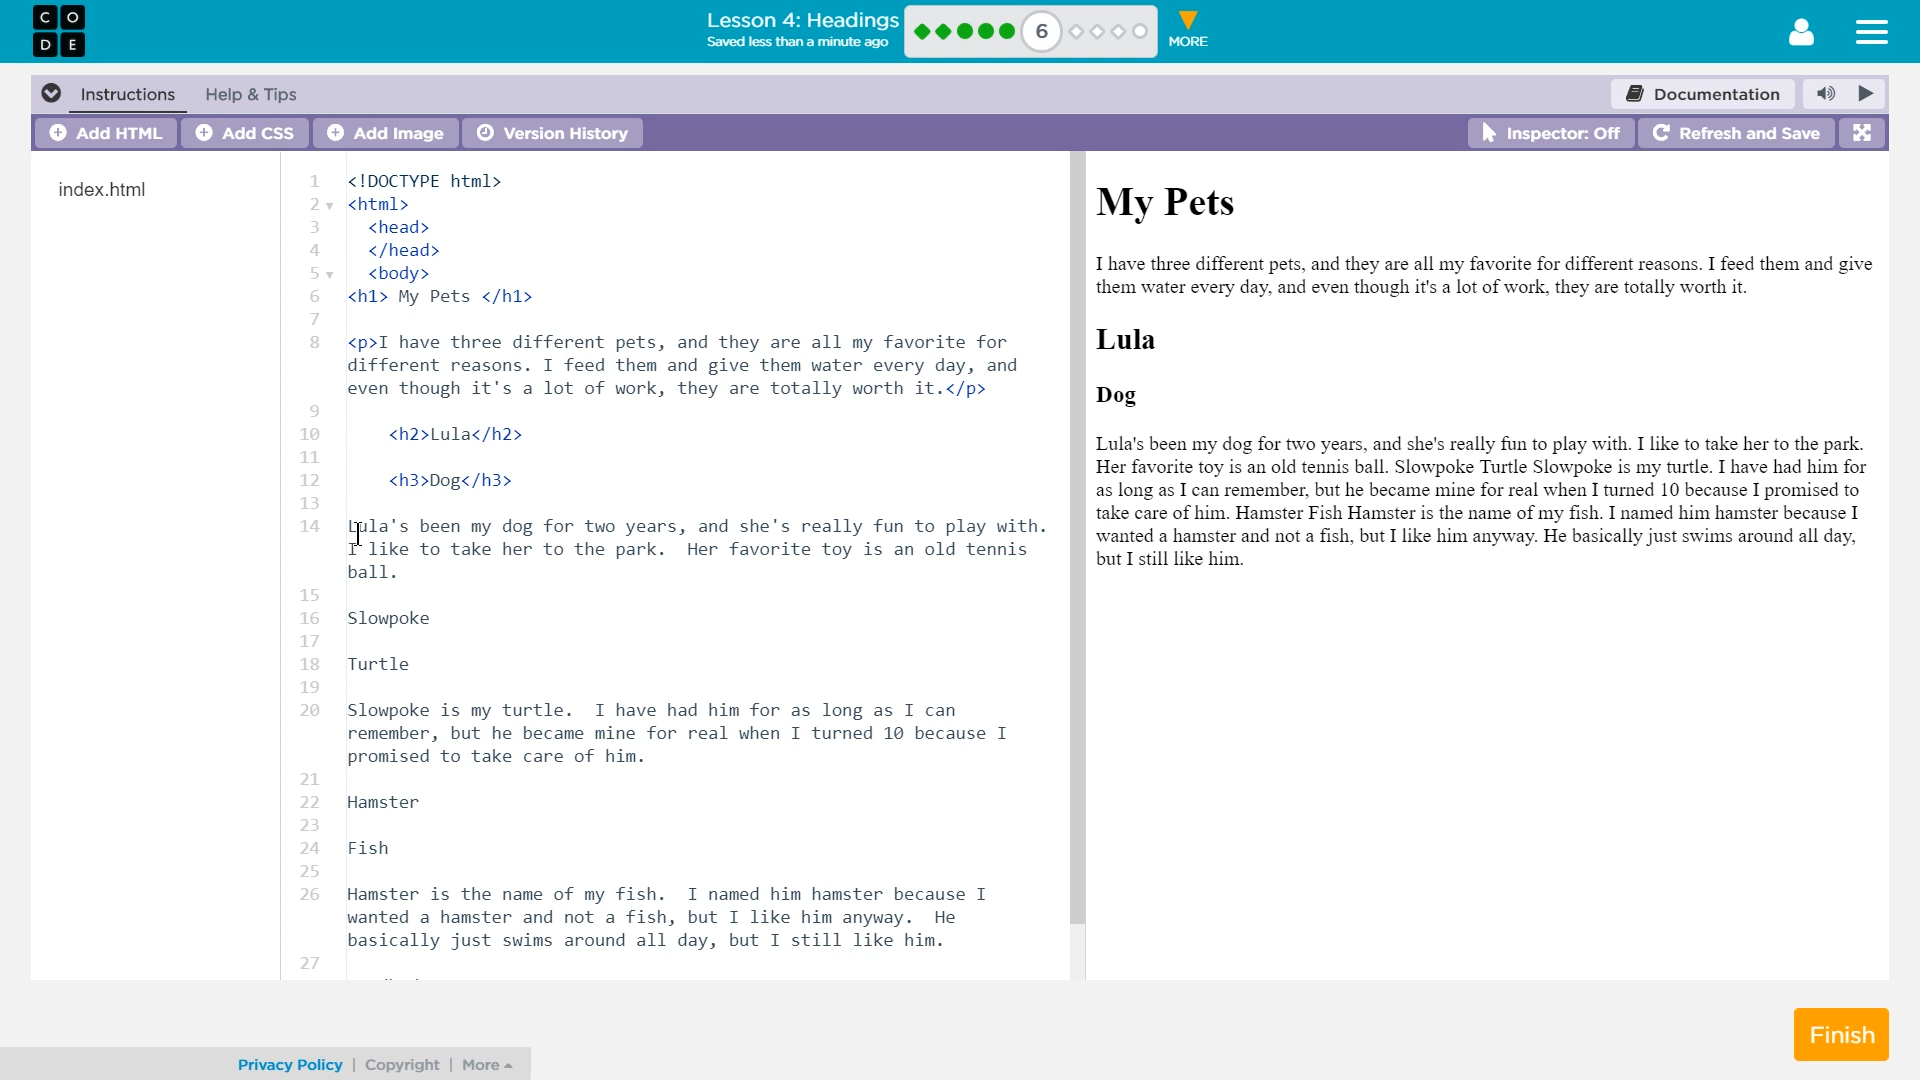 CODE
Lesson 4: Headings
Saved less than a minute ago
6
MORE
Instructions
Help & Tips
Documentation
Add HTML
Add CSS
Add Image
Version History
Inspector: Off
Refresh and Save
index.html
1 <!DOCTYPE html>
2 <html>
3 <head>
4 </head>
5 <body>
6 <h1> My Pets </h1>
7
8 <p>I have three different pets, and they are all my favorite for
different reasons. I feed them and give them water every day, and
even though it's a lot of work, they are totally worth it.</p>
9
10 <h2>Lula</h2>
11
12 <h3>Dog</h3>
13
14 Lula's been my dog for two years, and she's really fun to play with.
I like to take her to the park.  Her favorite toy is an old tennis
ball.
15
16 Slowpoke
17
18 Turtle
19
20 Slowpoke is my turtle.  I have had him for as long as I can
remember, but he became mine for real when I turned 10 because I
promised to take care of him.
21
22 Hamster
23
24 Fish
25
26 Hamster is the name of my fish.  I named him hamster because I
wanted a hamster and not a fish, but I like him anyway.  He
basically just swims around all day, but I still like him.
27
My Pets
I have three different pets, and they are all my favorite for different reasons. I feed them and give
them water every day, and even though it's a lot of work, they are totally worth it.
Lula
Dog
Lula's been my dog for two years, and she's really fun to play with. I like to take her to the park.
Her favorite toy is an old tennis ball. Slowpoke Turtle Slowpoke is my turtle. I have had him for
as long as I can remember, but he became mine for real when I turned 10 because I promised to
take care of him. Hamster Fish Hamster is the name of my fish. I named him hamster because I
wanted a hamster and not a fish, but I like him anyway. He basically just swims around all day,
but I still like him.
Finish
Privacy Policy | Copyright | More